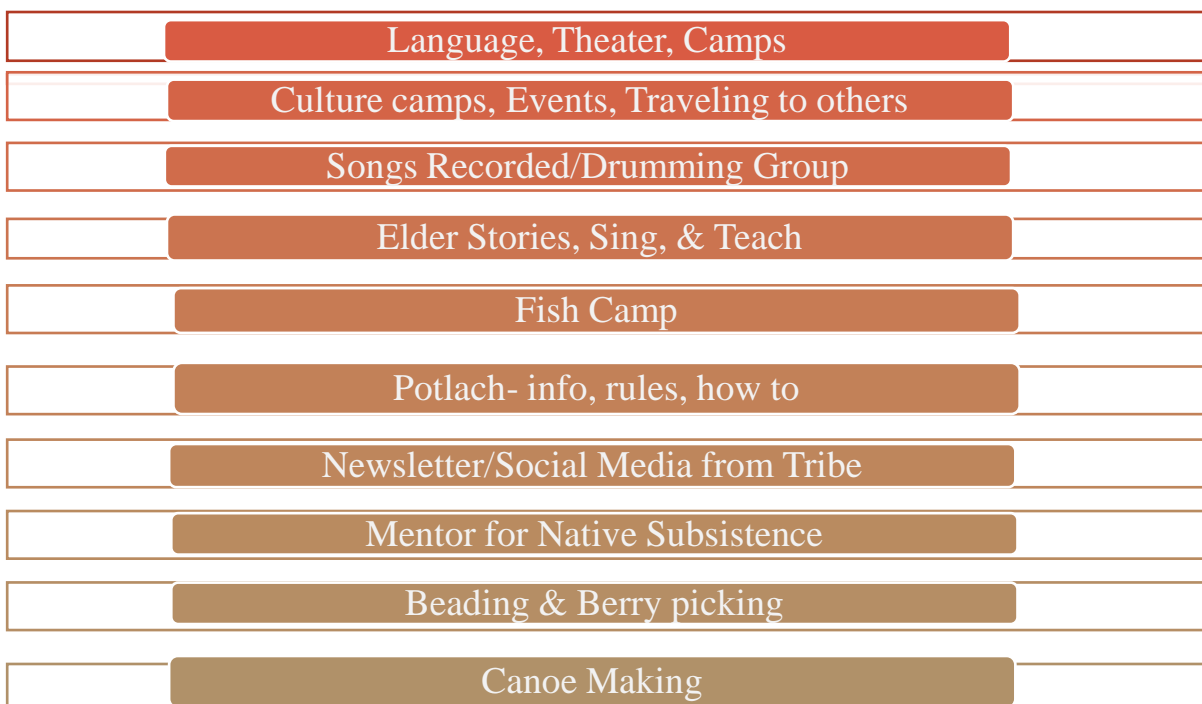 Language, Theater, Camps
Culture camps, Events, Traveling to others
Songs Recorded/Drumming Group
Elder Stories, Sing, & Teach
Fish Camp
Potlach- info, rules, how to
Newsletter/Social Media from Tribe
Mentor for Native Subsistence
Beading & Berry picking
Canoe Making